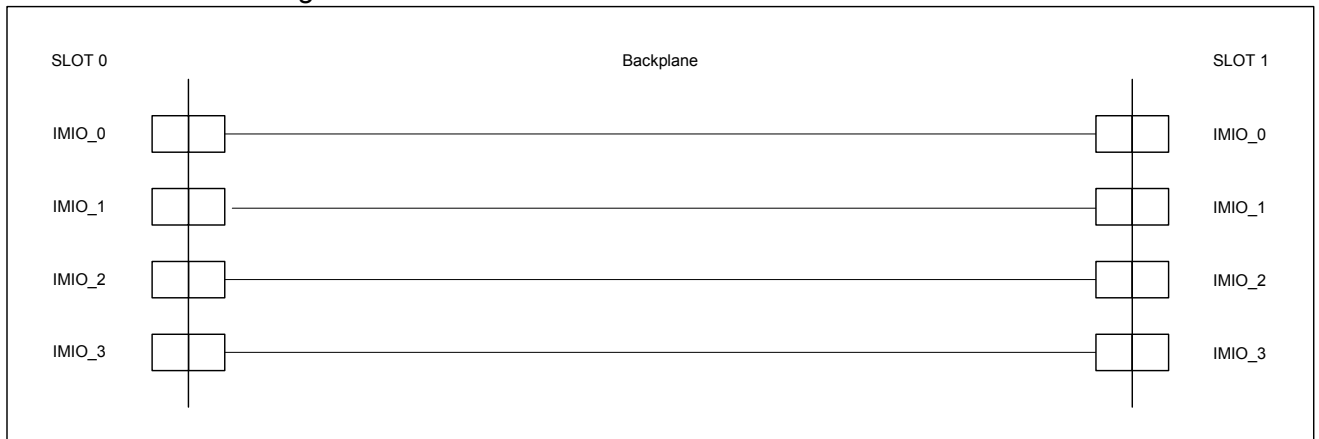 SLOT 0 Backplane SLOT 1
IMIO_0 IMIO_0
IMIO_1 IMIO_1
IMIO_2 IMIO_2
IMIO_3 IMIO_3